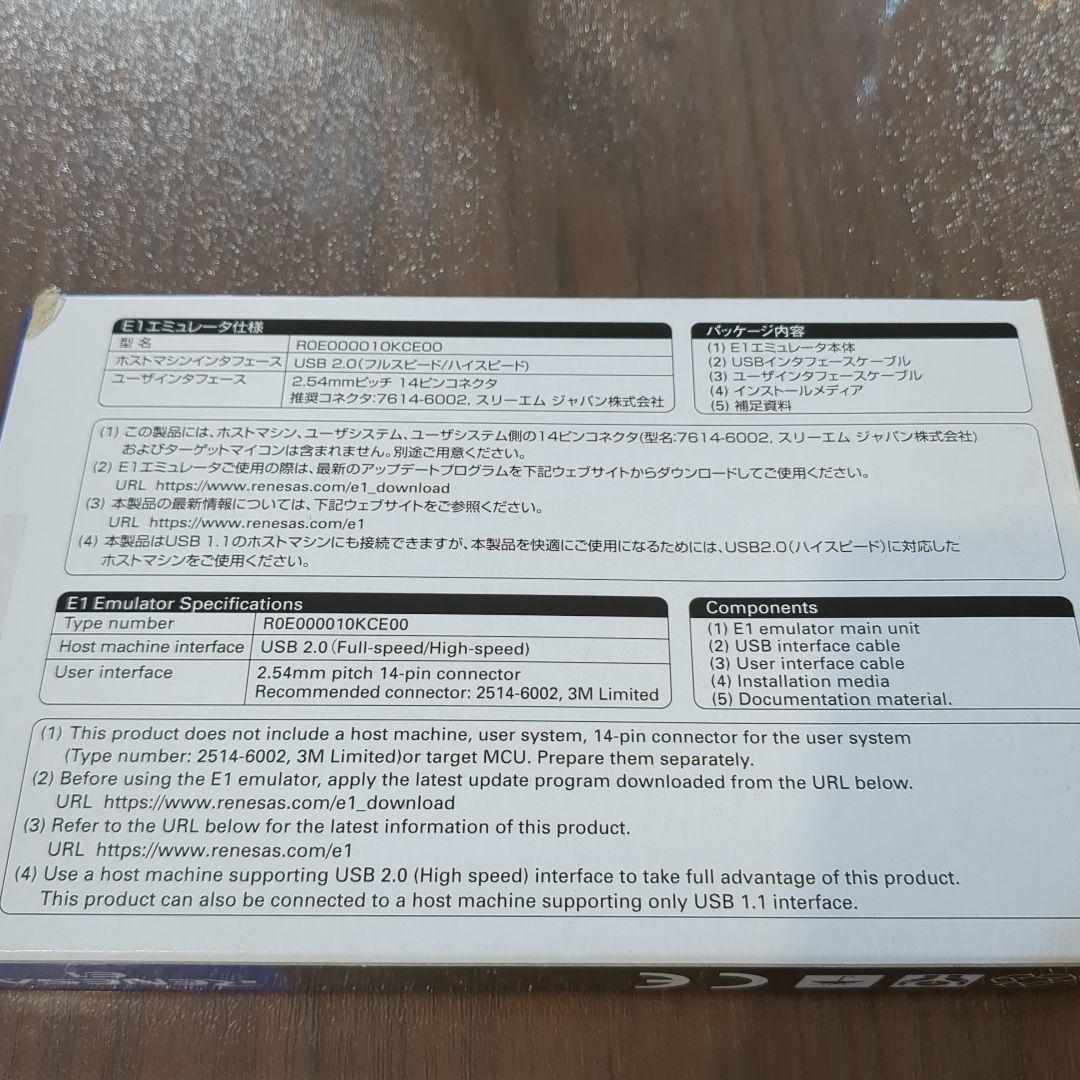 E1エミュレータ仕様
型 名 R0E000010KCE00
ホストマシンインタフェース USB 2.0(フルスピード/ハイスピード)
ユーザインタフェース 2.54mmピッチ 14ピンコネクタ
推奨コネクタ:7614-6002, スリーエム ジャパン株式会社
パッケージ内容
(1) E1エミュレータ本体
(2) USBインタフェースケーブル
(3) ユーザインタフェースケーブル
(4) インストールメディア
(5) 補足資料
(1) この製品には、ホストマシン、ユーザシステム、ユーザシステム側の14ピンコネクタ(型名:7614-6002, スリーエム ジャパン株式会社)
およびターゲットマイコンは含まれません。別途ご用意ください。
(2) E1エミュレータご使用の際は、最新のアップデートプログラムを下記ウェブサイトからダウンロードしてご使用ください。
URL https://www.renesas.com/e1_download
(3) 本製品の最新情報については、下記ウェブサイトをご参照ください。
URL https://www.renesas.com/e1
(4) 本製品はUSB 1.1のホストマシンにも接続できますが、本製品を快適にご使用になるためには、USB2.0(ハイスピード)に対応した
ホストマシンをご使用ください。
E1 Emulator Specifications
Type number R0E000010KCE00
Host machine interface USB 2.0(Full-speed/High-speed)
User interface 2.54mm pitch 14-pin connector
Recommended connector: 2514-6002, 3M Limited
Components
(1) E1 emulator main unit
(2) USB interface cable
(3) User interface cable
(4) Installation media
(5) Documentation material.
(1) This product does not include a host machine, user system, 14-pin connector for the user system
(Type number: 2514-6002, 3M Limited)or target MCU. Prepare them separately.
(2) Before using the E1 emulator, apply the latest update program downloaded from the URL below.
URL https://www.renesas.com/e1_download
(3) Refer to the URL below for the latest information of this product.
URL https://www.renesas.com/e1
(4) Use a host machine supporting USB 2.0 (High speed) interface to take full advantage of this product.
This product can also be connected to a host machine supporting only USB 1.1 interface.
CE